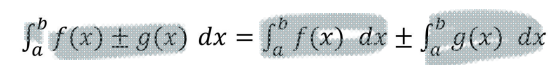 ∫ₐᵇ f(x) ± g(x) dx = ∫ₐᵇ f(x) dx ± ∫ₐᵇ g(x) dx